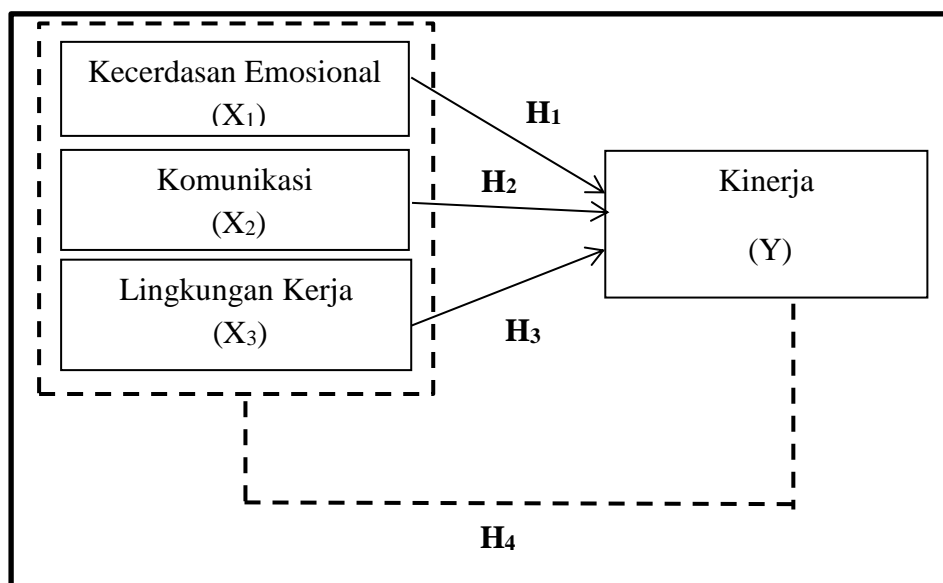 Kecerdasan Emosional
(X₁)
H₁
Komunikasi
(X₂)
H₂
Kinerja
(Y)
Lingkungan Kerja
(X₃)
H₃
H₄